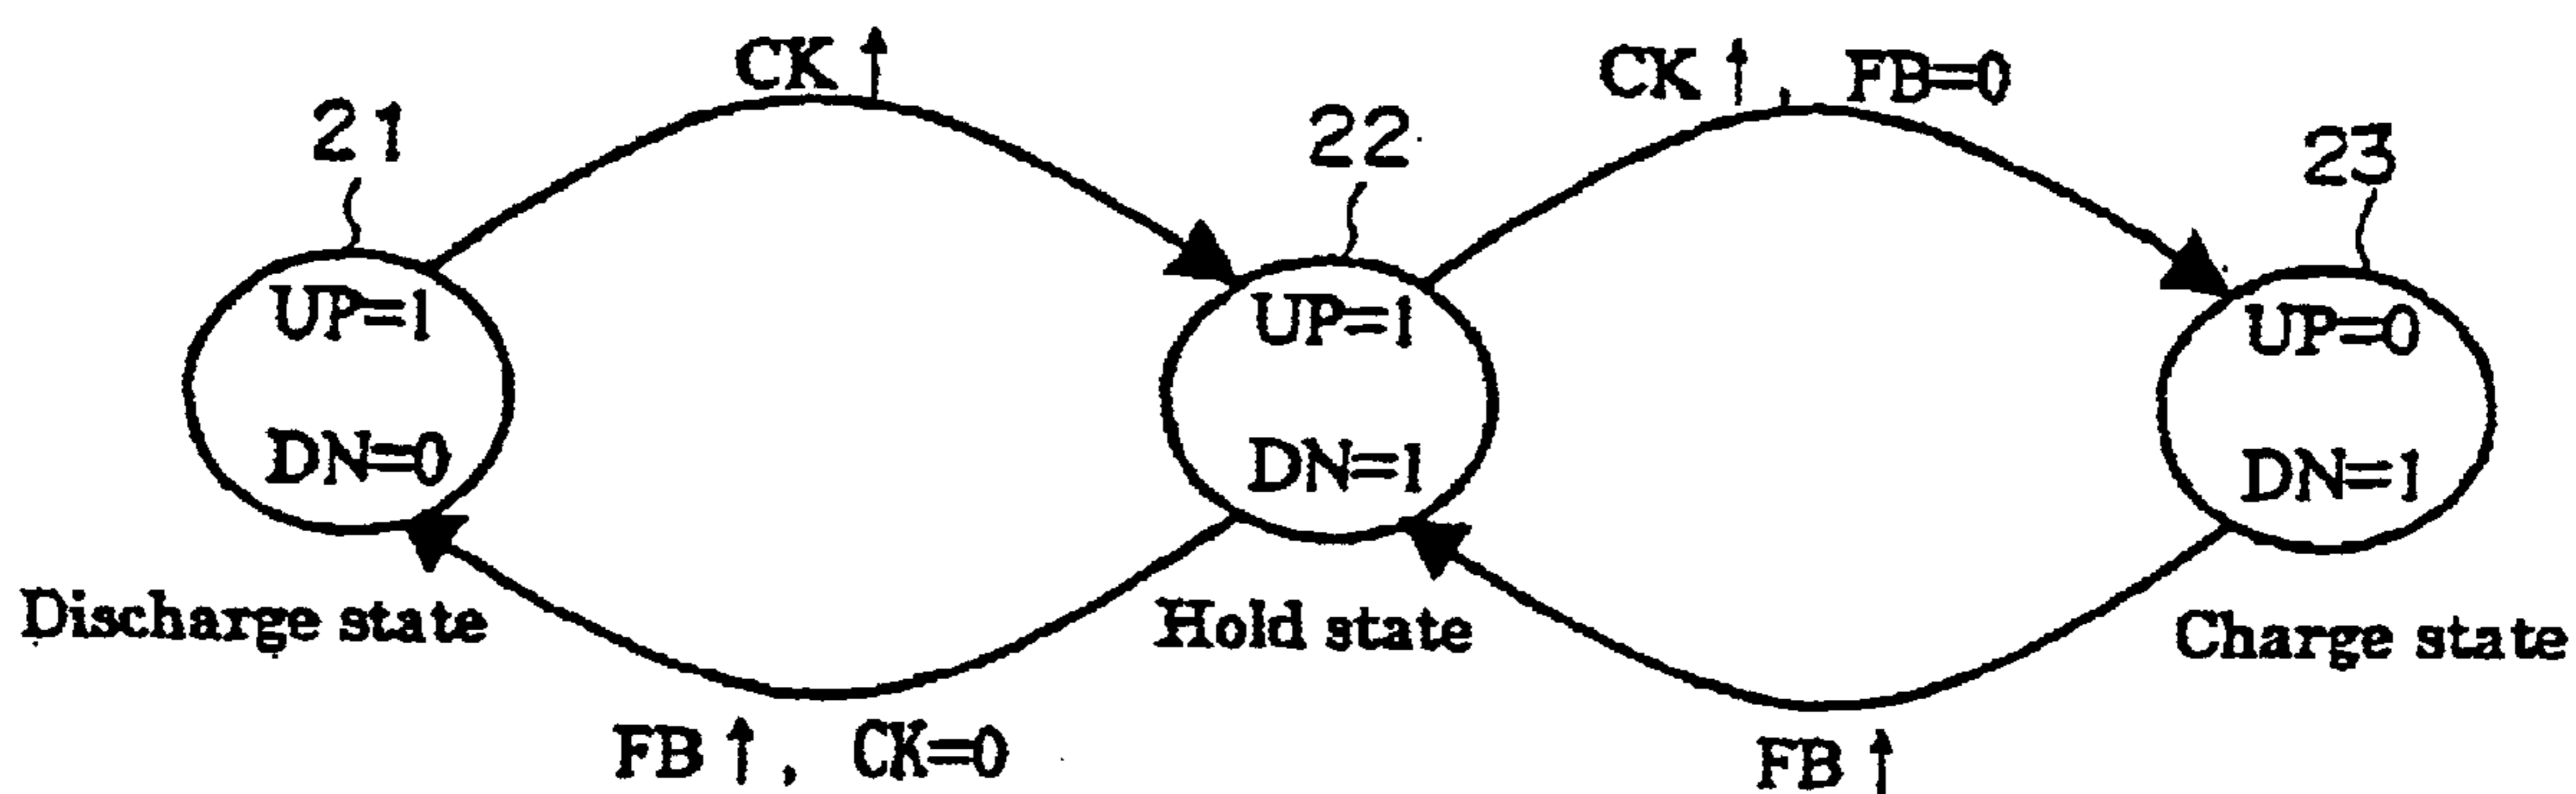 CK ↑
CK ↑, FB=0
21
22
23
UP=1
DN=0
UP=1
DN=1
UP=0
DN=1
Discharge state
Hold state
Charge state
FB ↑, CK=0
FB ↑